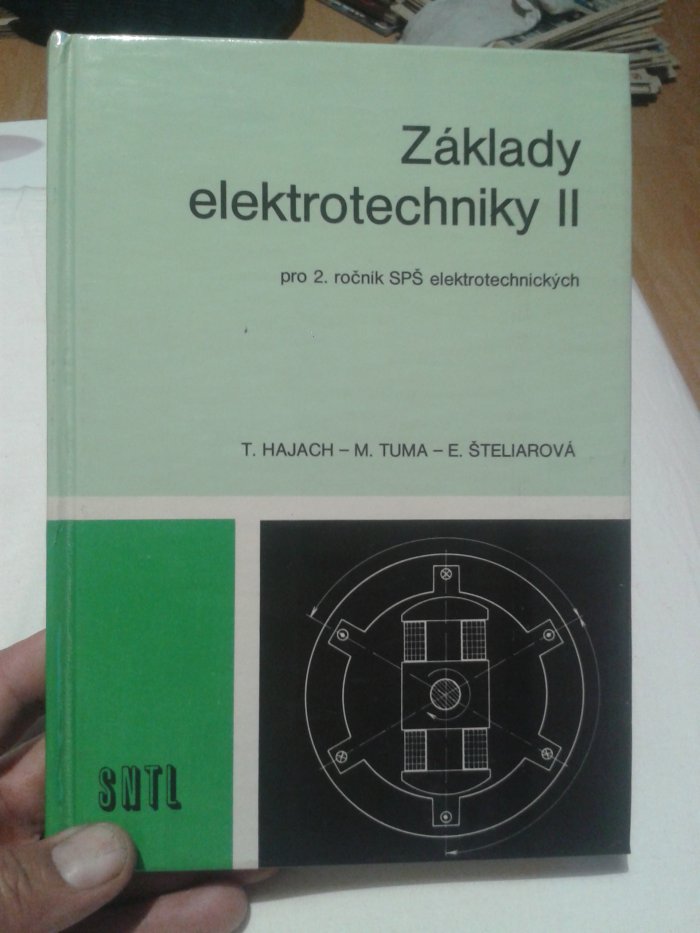 Základy
elektrotechniky II
pro 2. ročník SPŠ elektrotechnických
T. HAJACH – M. TUMA – E. ŠTELIAROVÁ
SNTL